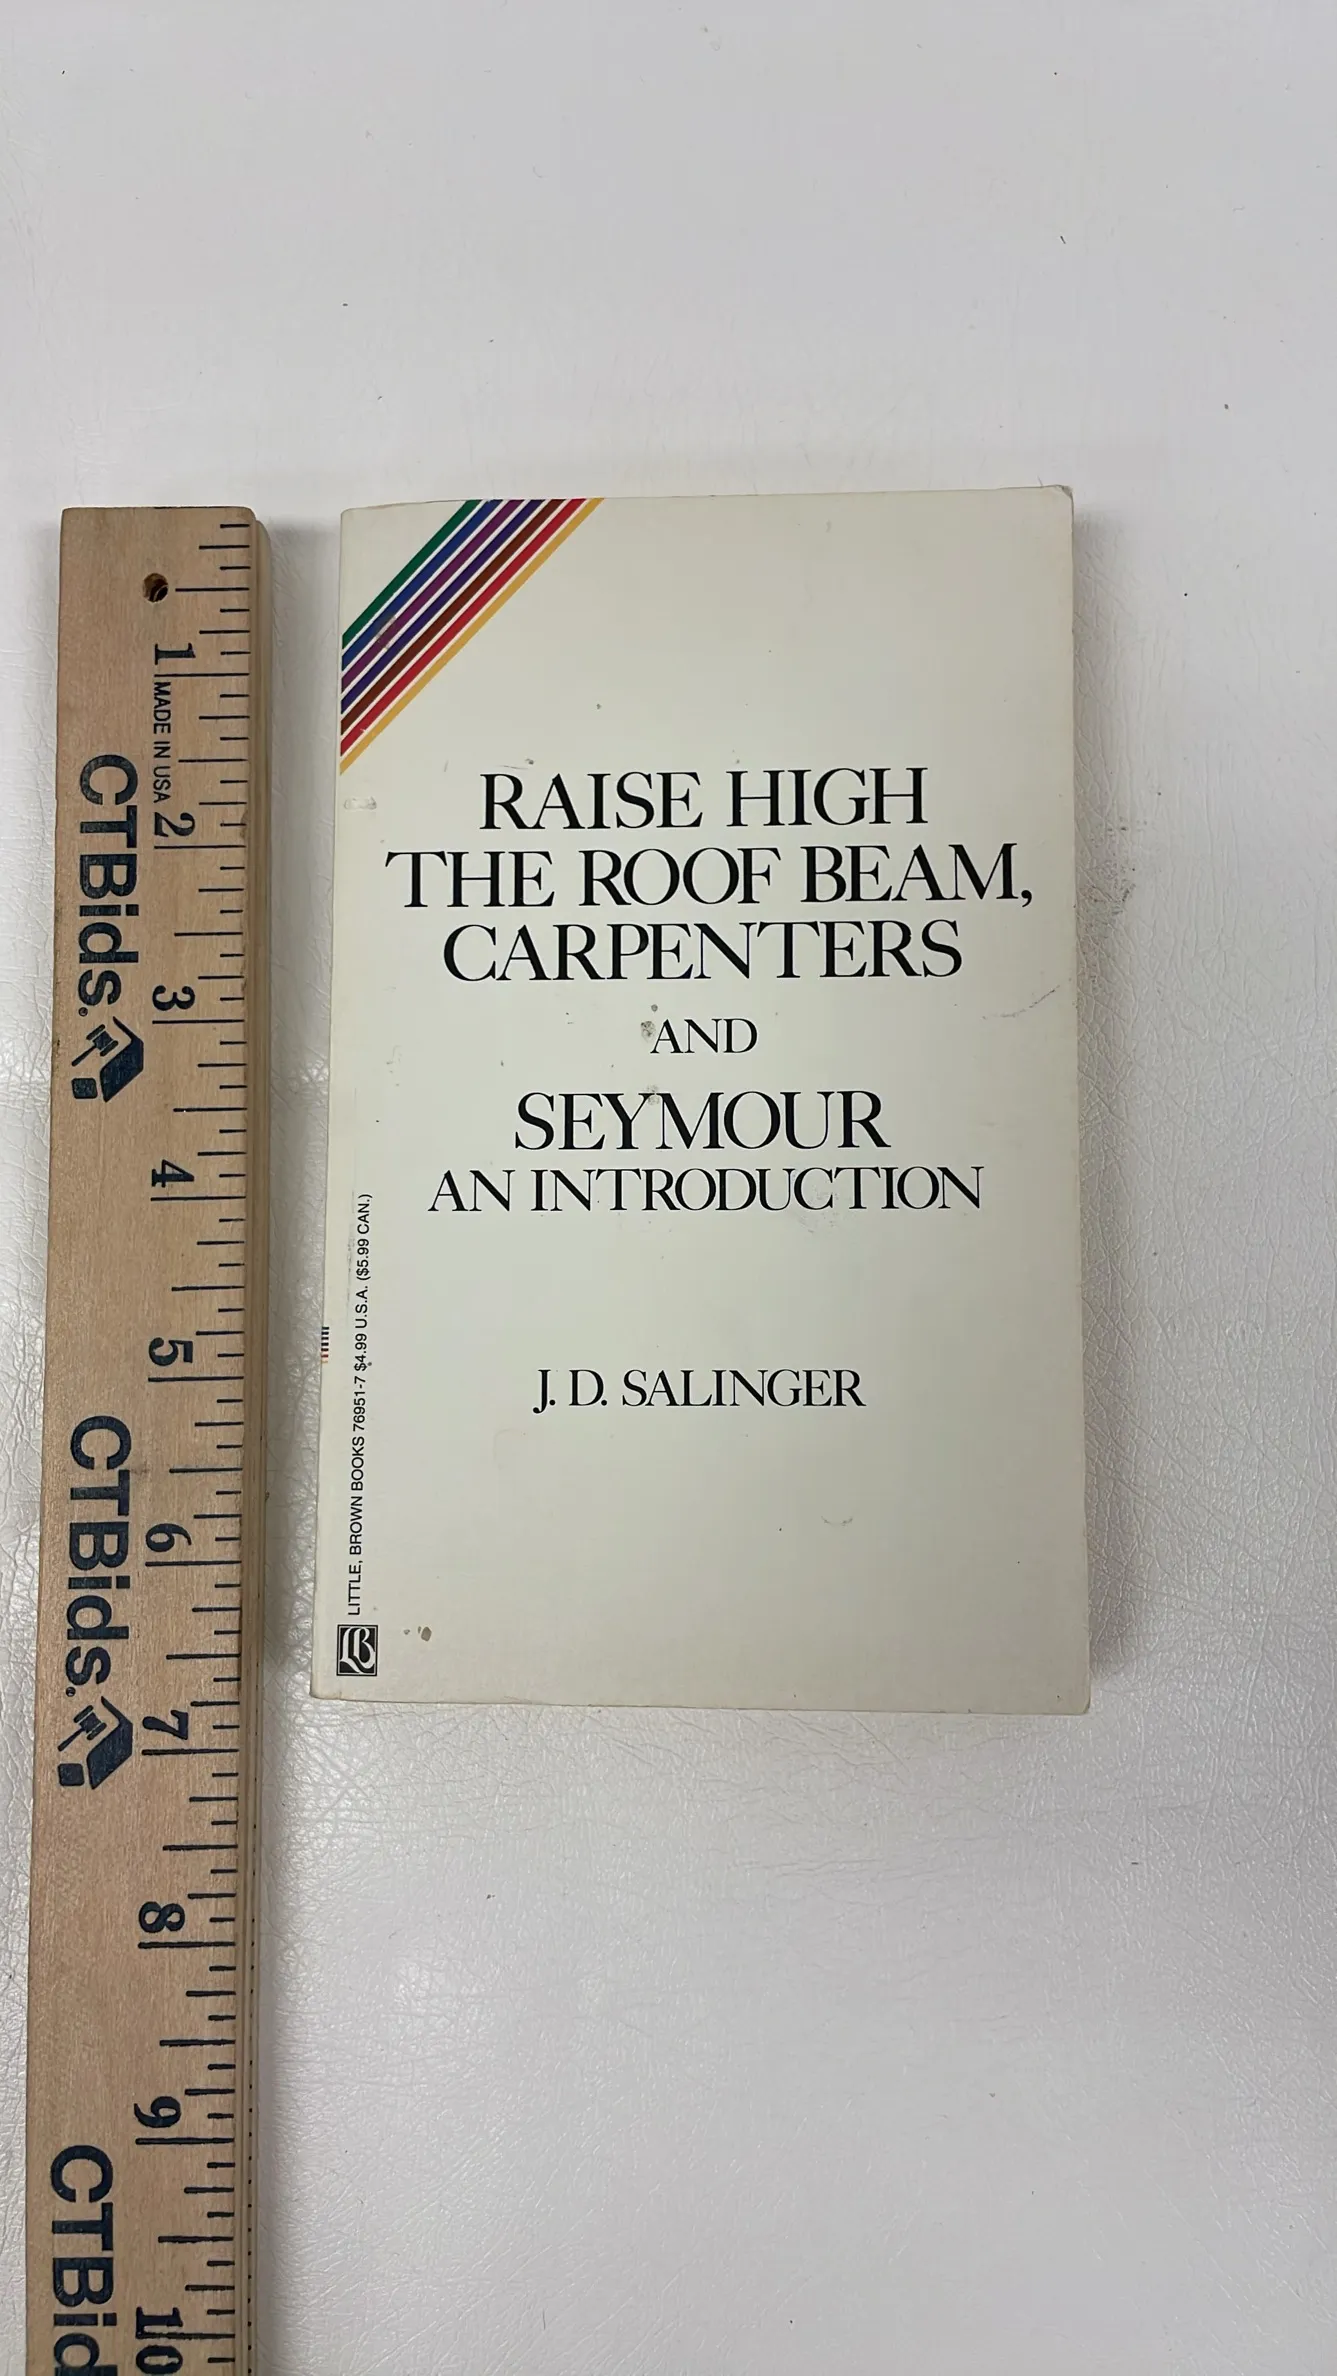 RAISE HIGH
THE ROOF BEAM,
CARPENTERS
AND
SEYMOUR
AN INTRODUCTION
J. D. SALINGER
LITTLE, BROWN BOOKS 76951-7 $4.99 U.S.A. ($5.99 CAN.)
LB
1
MADE IN USA
2
3
4
5
6
7
8
9
10
CTBids.
CTBids.
CTBid